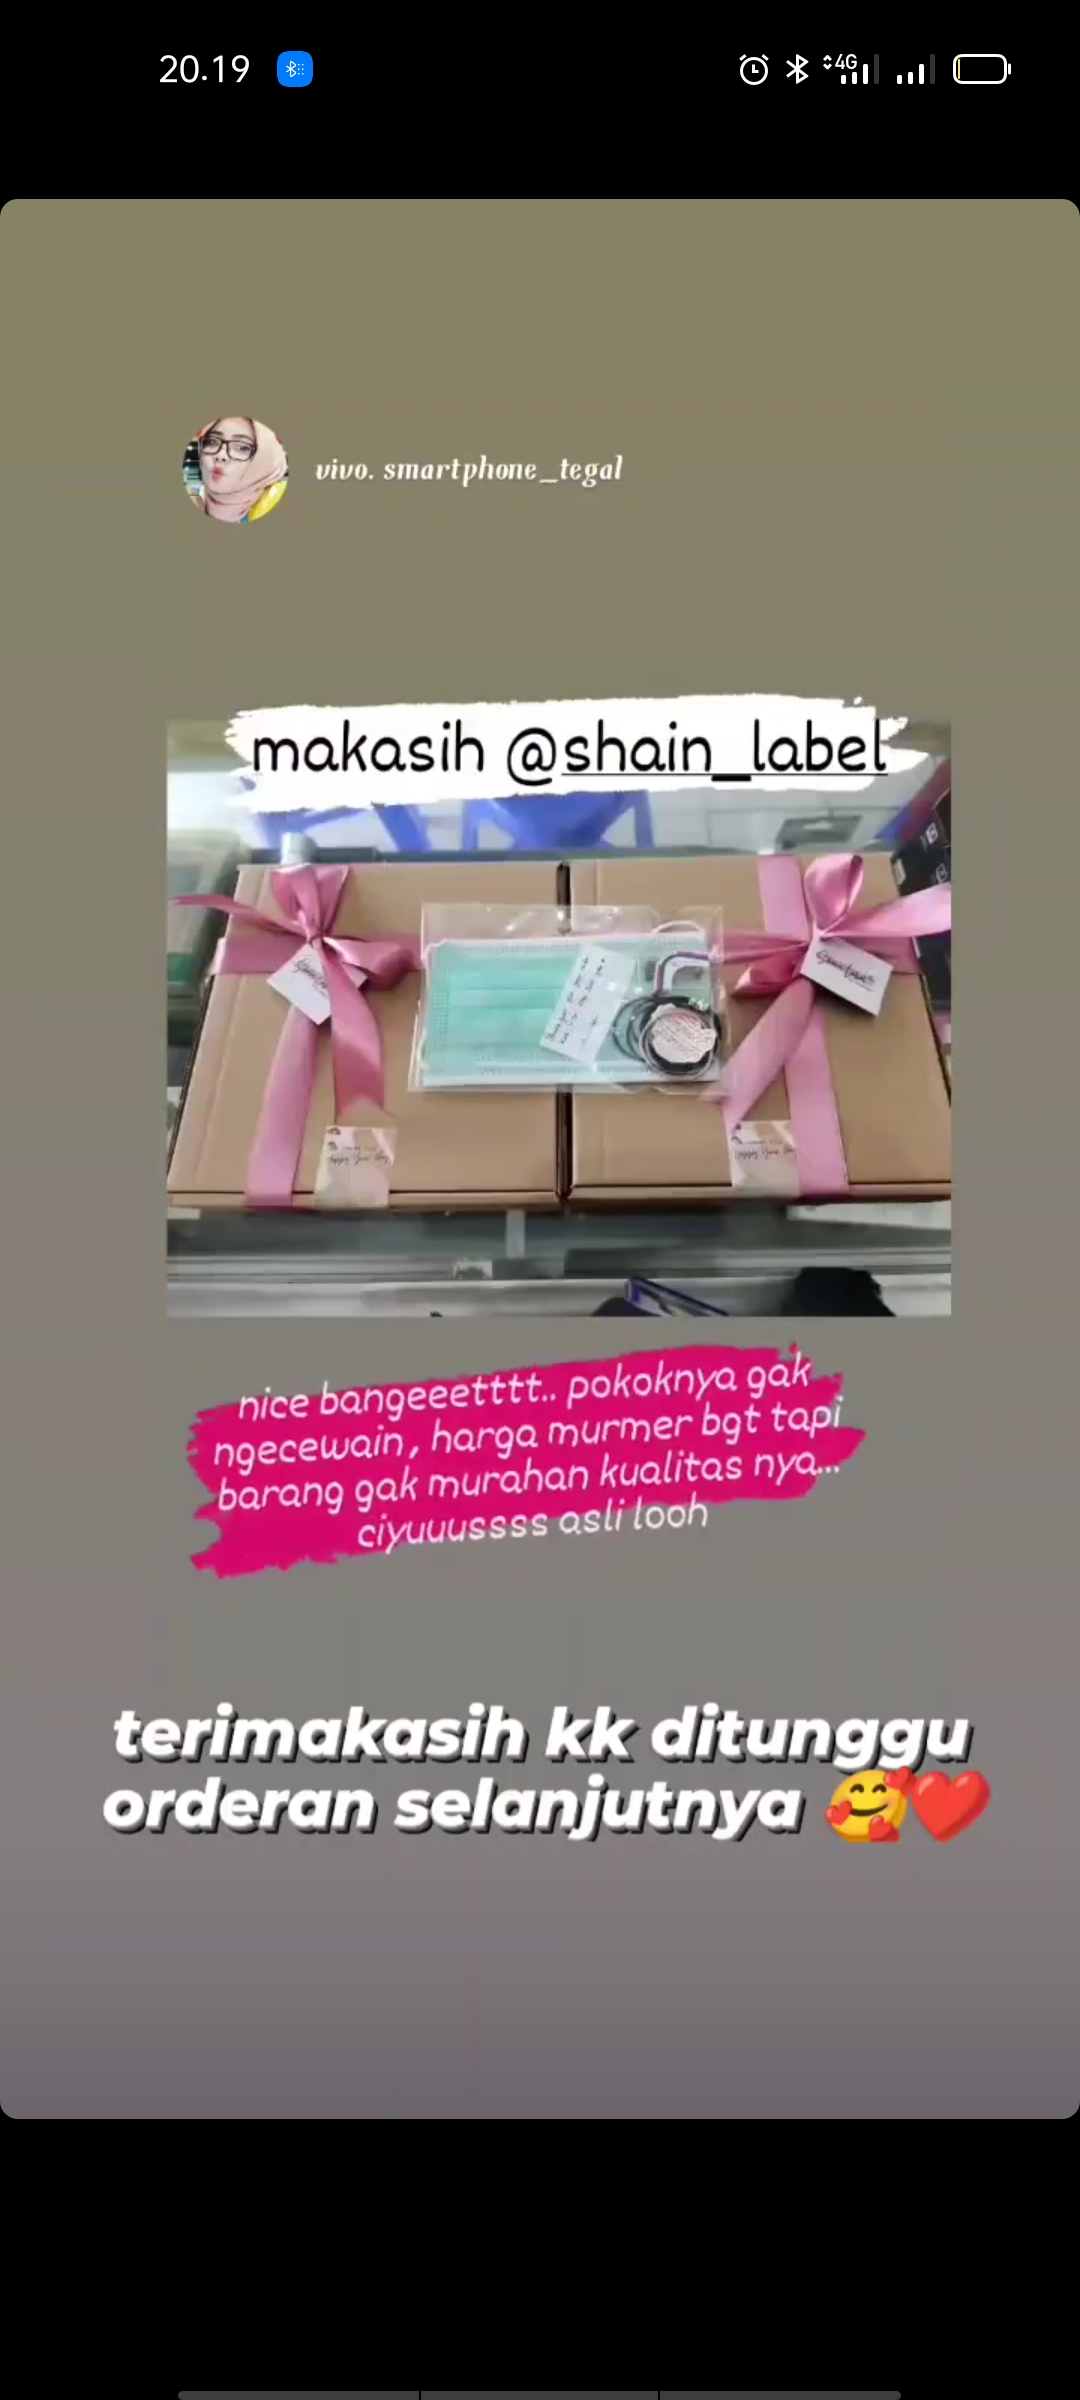 20.19
4G
vivo. smartphone_tegal
makasih @shain_label
nice bangeeetttt.. pokoknya gak
ngecewain, harga murmer bgt tapi
barang gak murahan kualitas nya...
ciyuuussss asli looh
terimakasih kk ditunggu
orderan selanjutnya 🥰❤️